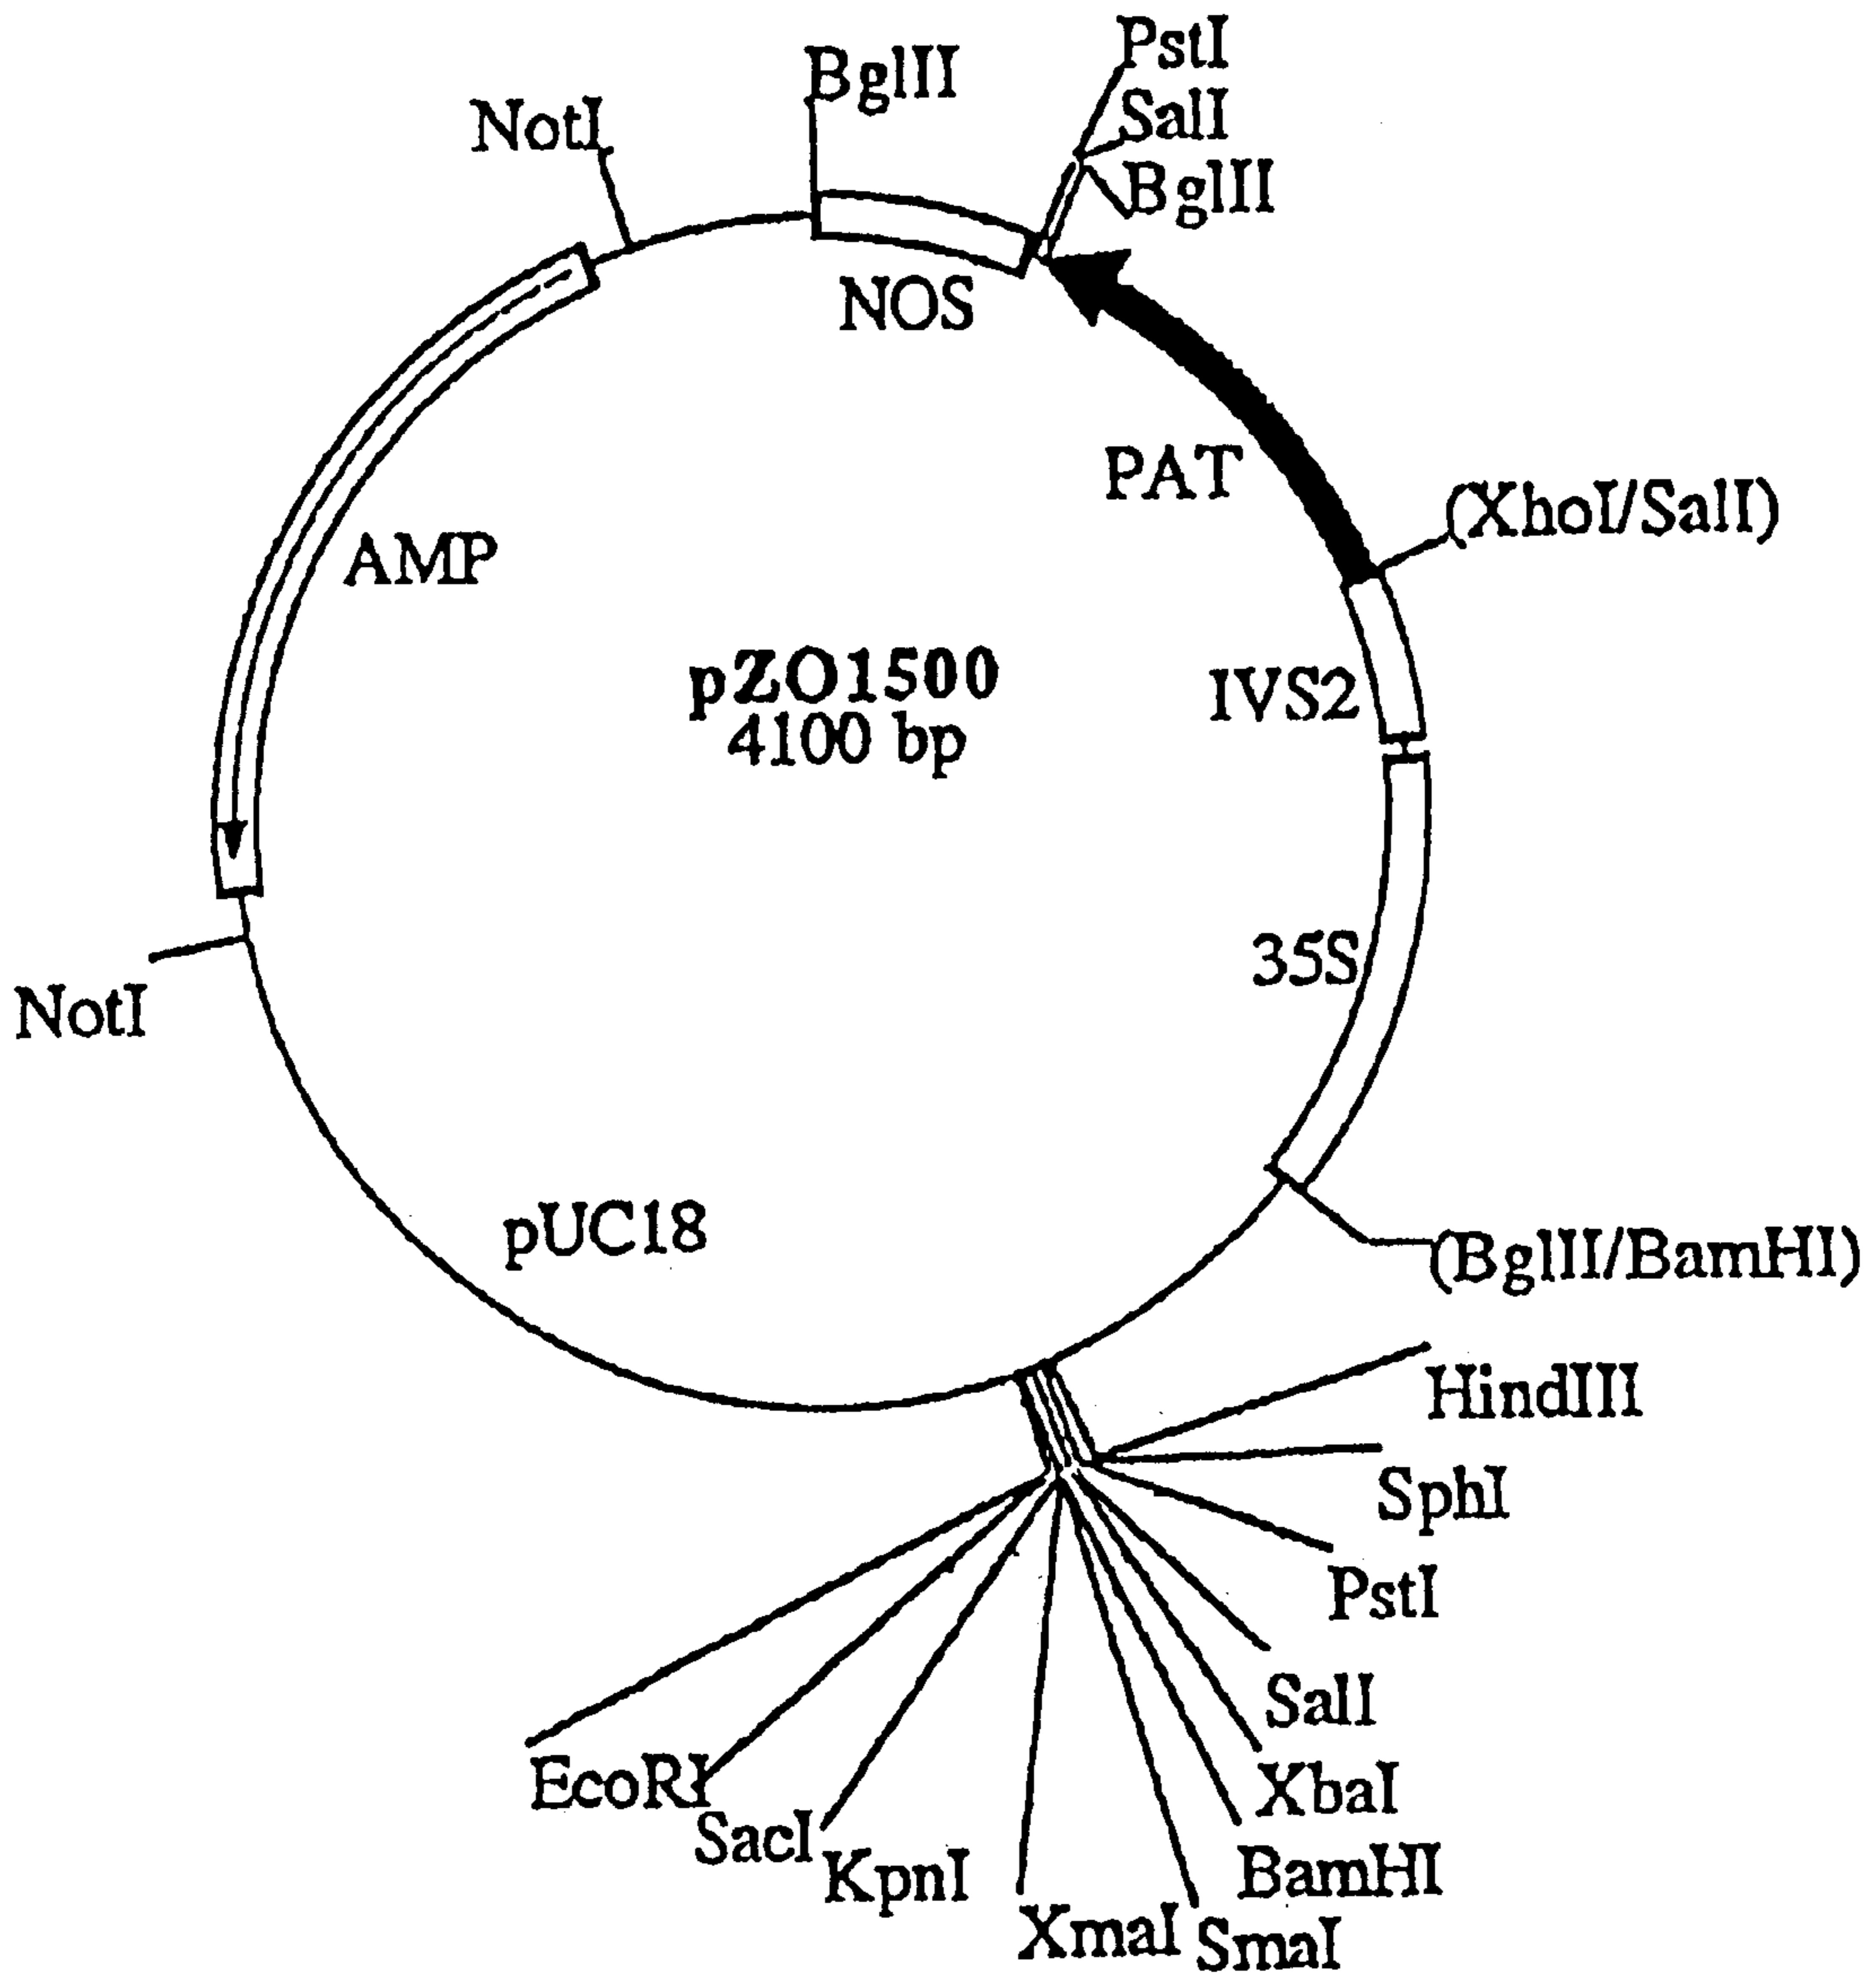 PstI
BglII
SalI
NotI
BglII
NOS
PAT
(XhoI/SalI)
AMP
pZO1500
4100 bp
IVS2
35S
NotI
pUC18
(BglII/BamHI)
HindIII
SphI
PstI
SalI
XbaI
EcoRI
SacI
KpnI
BamHI
XmaI
SmaI